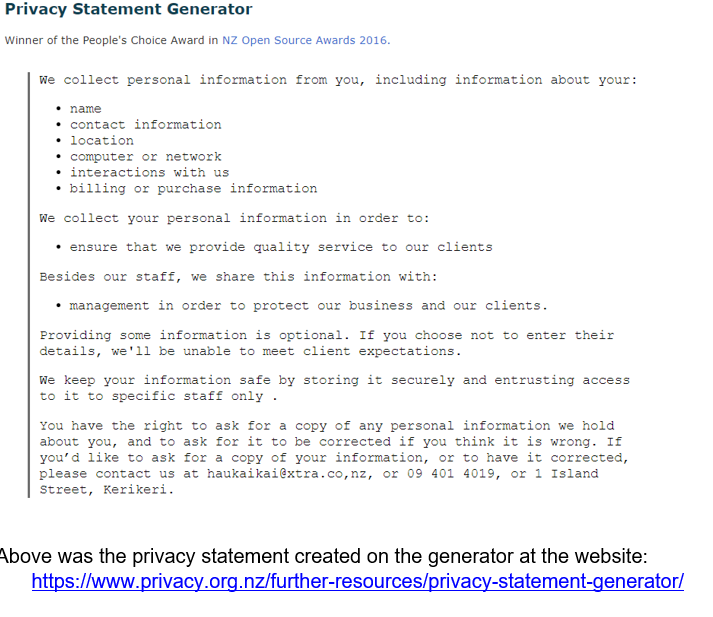 Privacy Statement Generator
Winner of the People's Choice Award in NZ Open Source Awards 2016.
We collect personal information from you, including information about your:
• name
• contact information
• location
• computer or network
• interactions with us
• billing or purchase information
We collect your personal information in order to:
• ensure that we provide quality service to our clients
Besides our staff, we share this information with:
• management in order to protect our business and our clients.
Providing some information is optional. If you choose not to enter their
details, we'll be unable to meet client expectations.
We keep your information safe by storing it securely and entrusting access
to it to specific staff only .
You have the right to ask for a copy of any personal information we hold
about you, and to ask for it to be corrected if you think it is wrong. If
you’d like to ask for a copy of your information, or to have it corrected,
please contact us at haukaikai@xtra.co,nz, or 09 401 4019, or 1 Island
Street, Kerikeri.
Above was the privacy statement created on the generator at the website:
https://www.privacy.org.nz/further-resources/privacy-statement-generator/